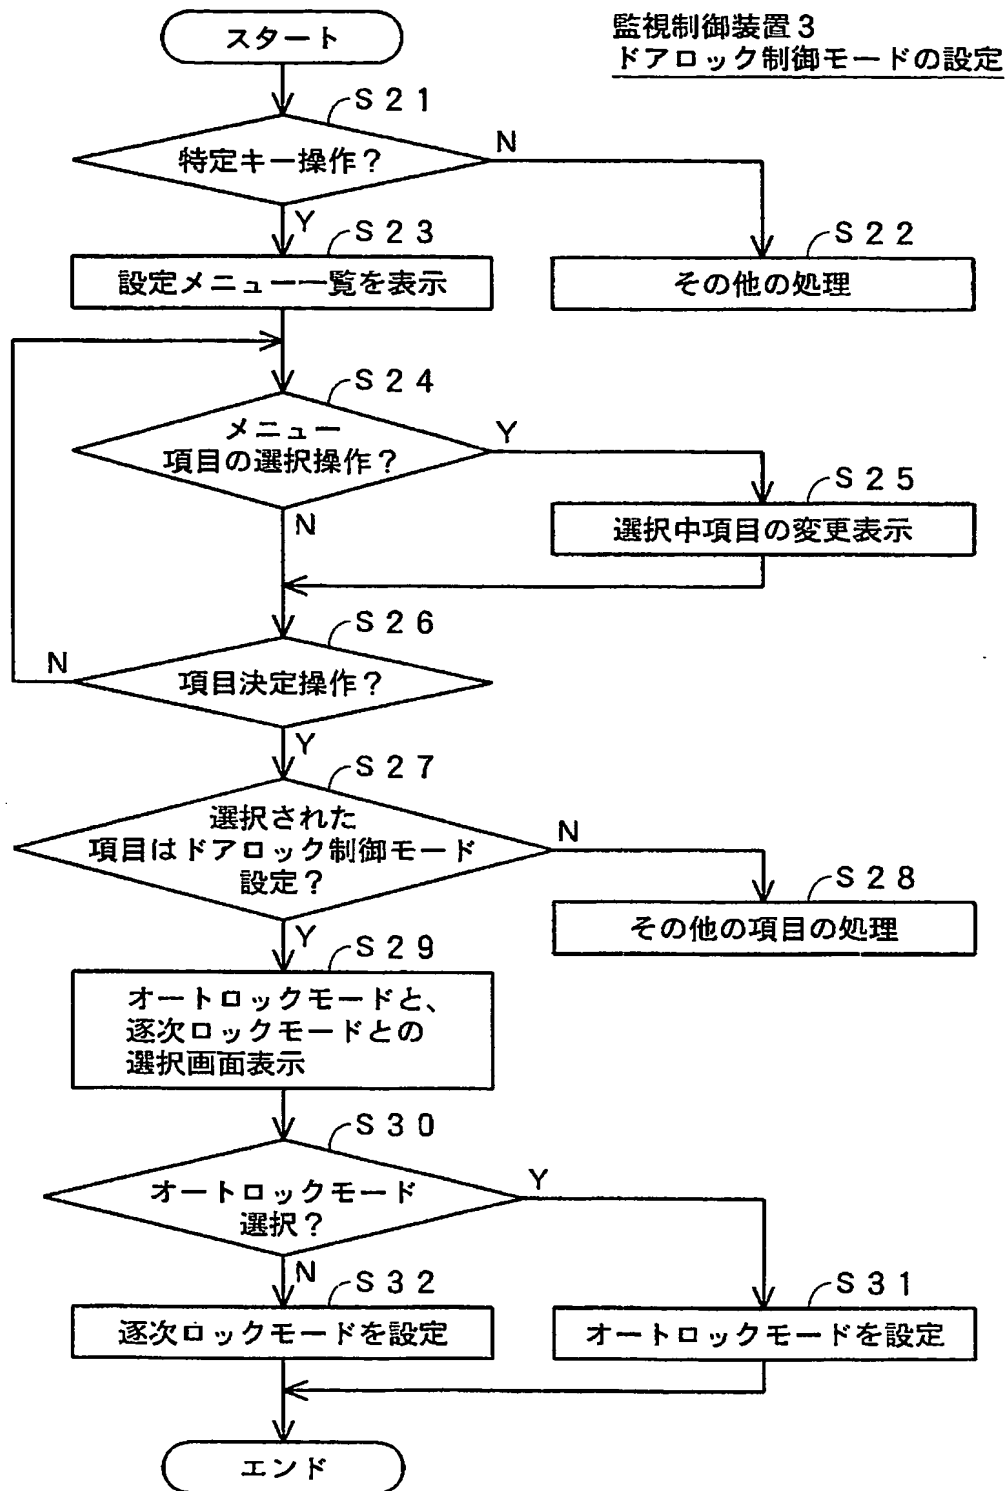 監視制御装置3
ドアロック制御モードの設定
スタート
S21
特定キー操作?
N
Y
S23
設定メニュー一覧を表示
S22
その他の処理
S24
メニュー
項目の選択操作?
Y
N
S25
選択中項目の変更表示
S26
項目決定操作?
N
Y
S27
選択された
項目はドアロック制御モード
設定?
N
Y
S28
その他の項目の処理
S29
オートロックモードと、
逐次ロックモードとの
選択画面表示
S30
オートロックモード
選択?
Y
N
S32
逐次ロックモードを設定
S31
オートロックモードを設定
エンド